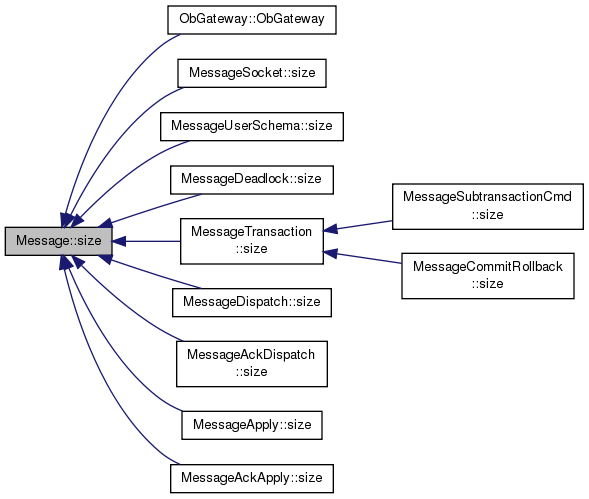 ObGateway::ObGateway
MessageSocket::size
MessageUserSchema::size
MessageDeadlock::size
Message::size
MessageTransaction
::size
MessageSubtransactionCmd
::size
MessageCommitRollback
::size
MessageDispatch::size
MessageAckDispatch
::size
MessageApply::size
MessageAckApply::size